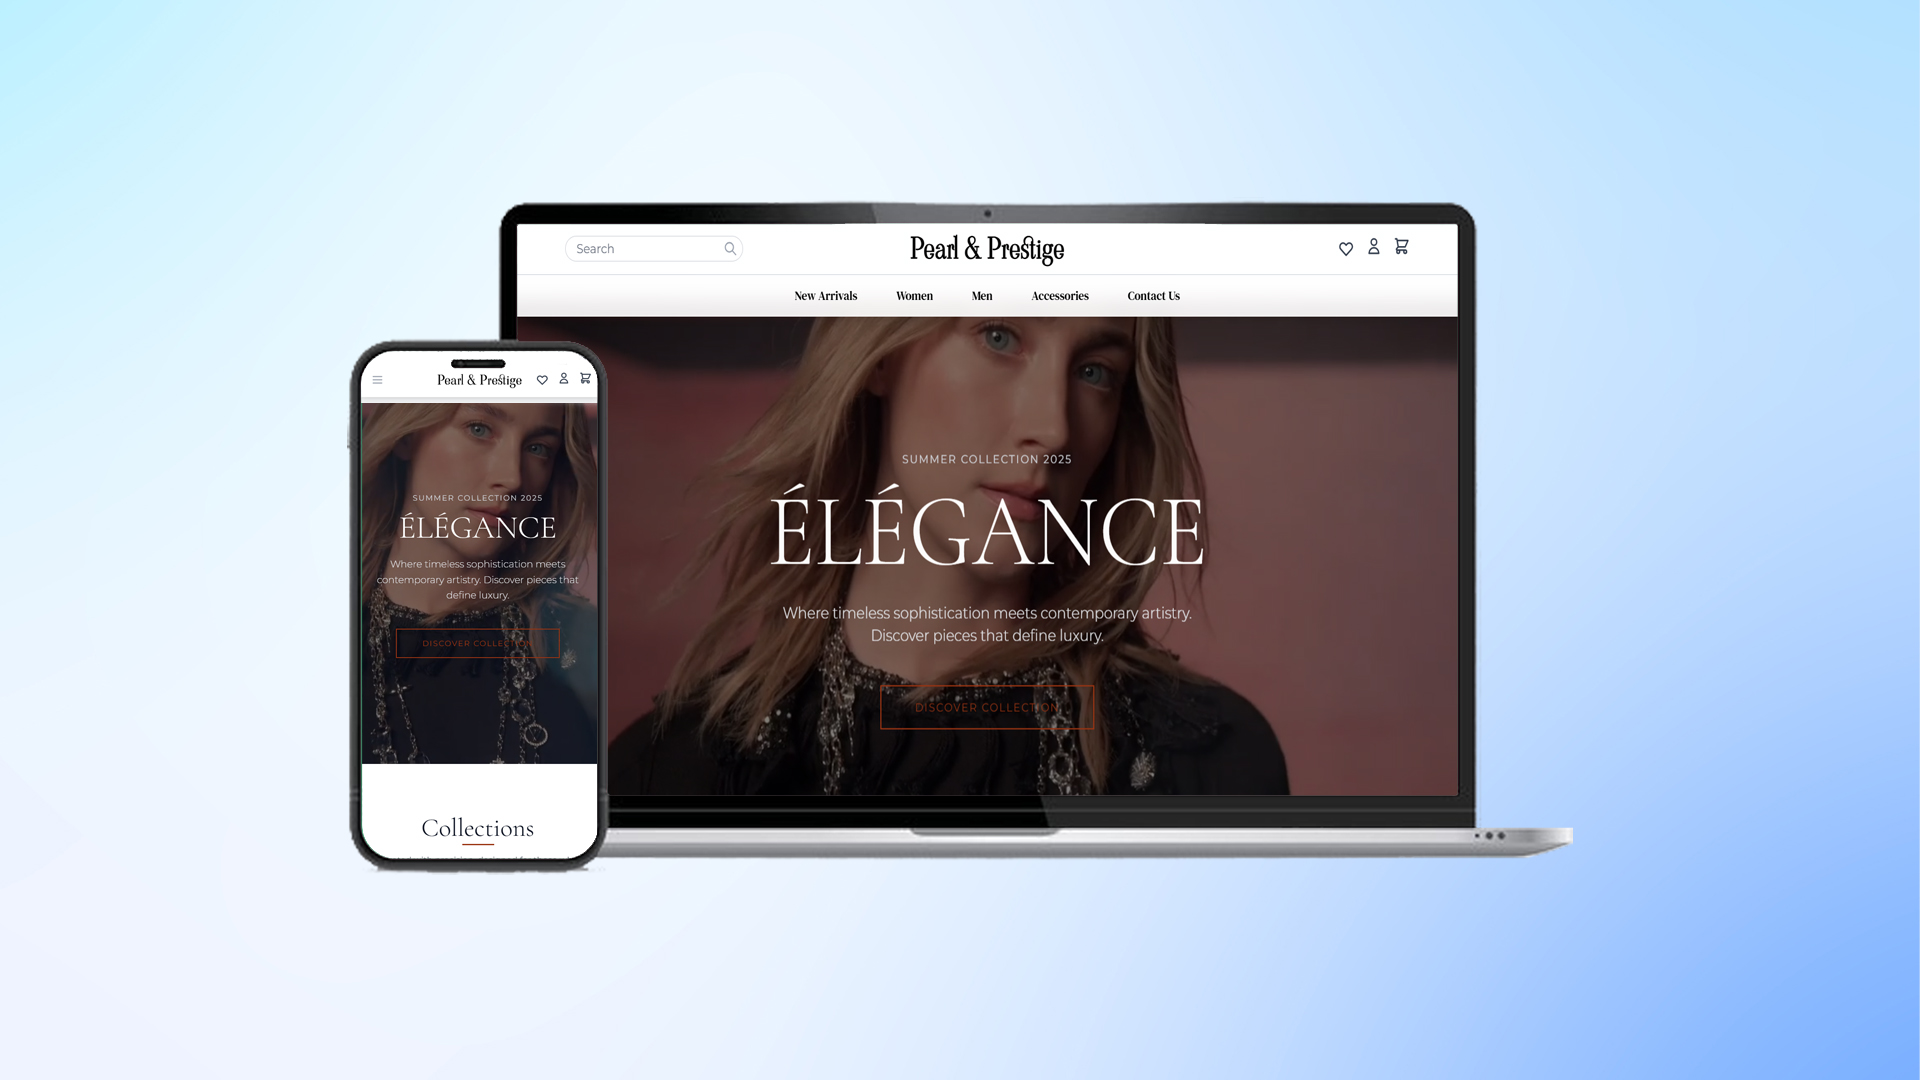 Search
Pearl & Prestige
New Arrivals Women Men Accessories Contact Us
SUMMER COLLECTION 2025
ÉLÉGANCE
Where timeless sophistication meets contemporary artistry.
Discover pieces that define luxury.
DISCOVER COLLECTION
Pearl & Prestige
SUMMER COLLECTION 2025
ÉLÉGANCE
Where timeless sophistication meets
contemporary artistry. Discover pieces that
define luxury.
DISCOVER COLLECTION
Collections